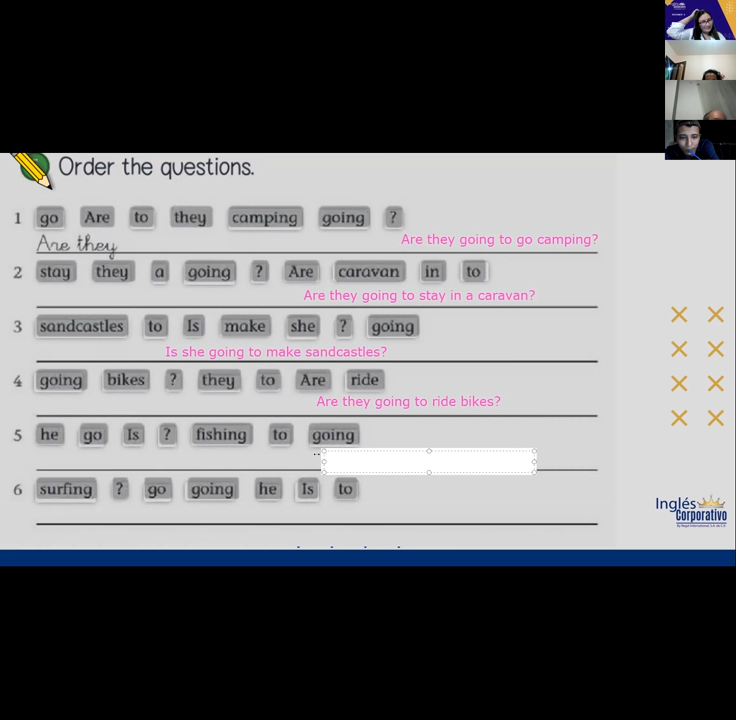 Order the questions.
1 go Are to they camping going ?
Are they
Are they going to go camping?
2 stay they a going ? Are caravan in to
Are they going to stay in a caravan?
3 sandcastles to Is make she ? going
Is she going to make sandcastles?
4 going bikes ? they to Are ride
Are they going to ride bikes?
5 he go Is ? fishing to going
6 surfing ? go going he Is to
Inglés
Corporativo